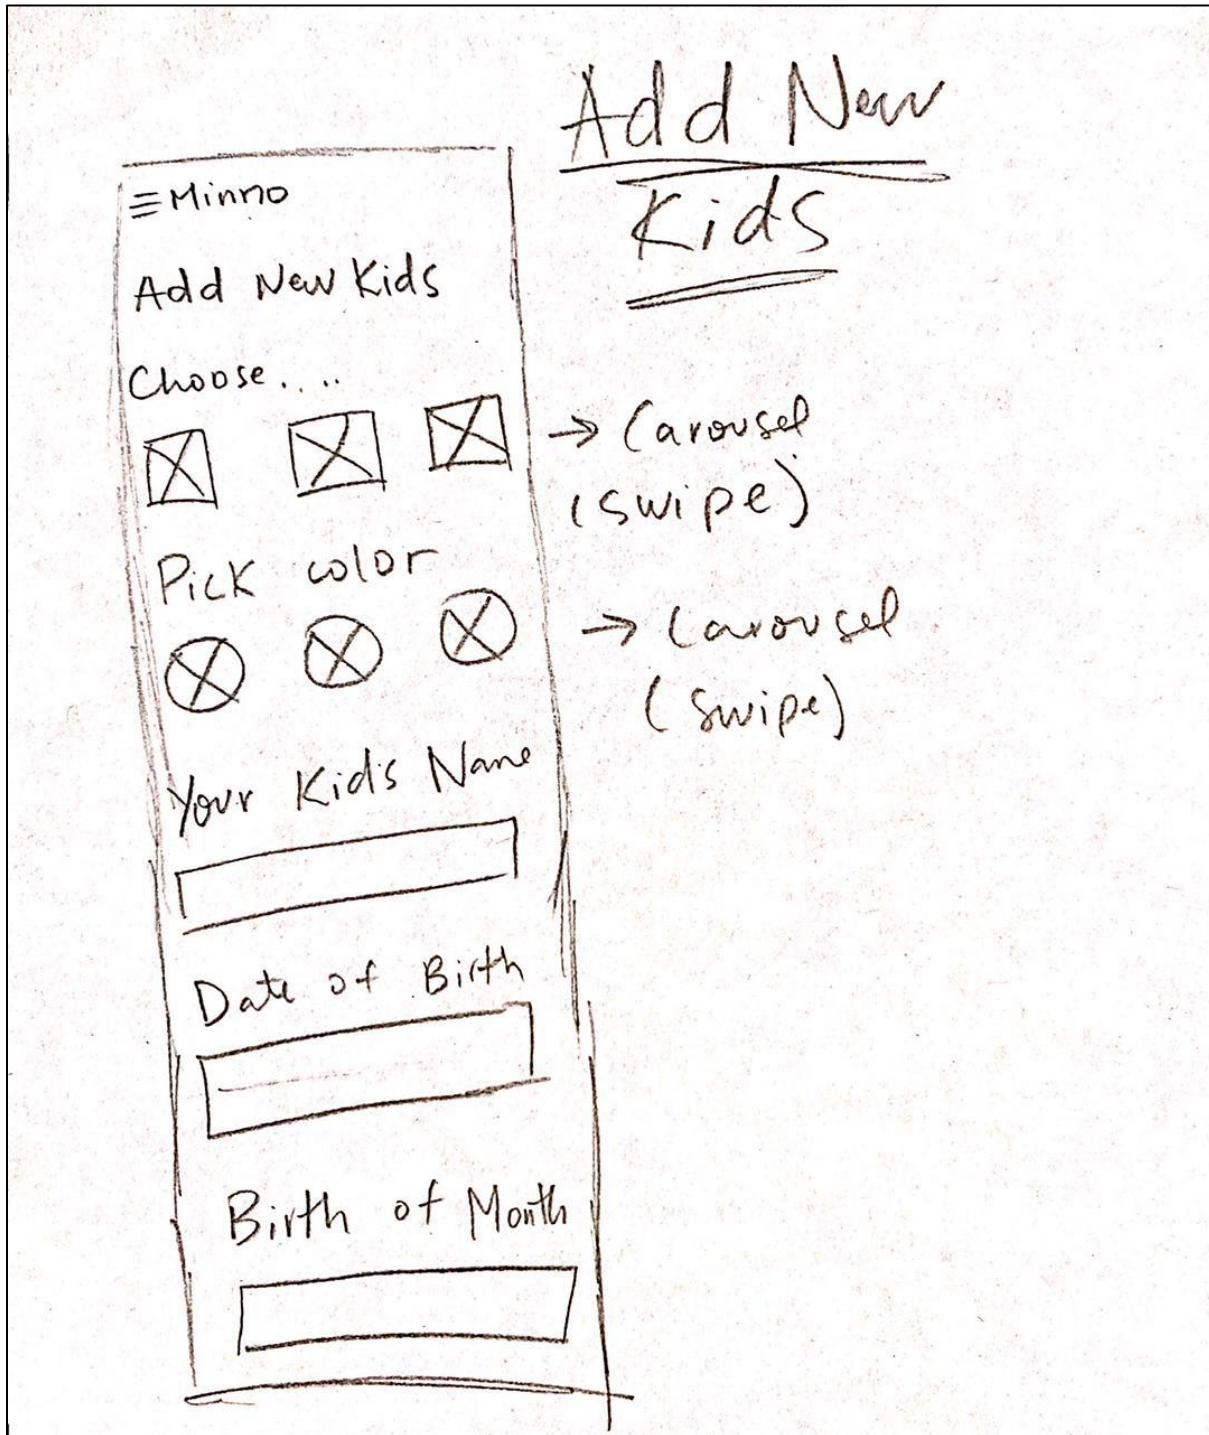 Add New
Kids
Minno
Add New Kids
Choose....
→ Carousel
(swipe)
Pick color
→ Carousel
(swipe)
Your Kid's Name
Date of Birth
Birth of Month